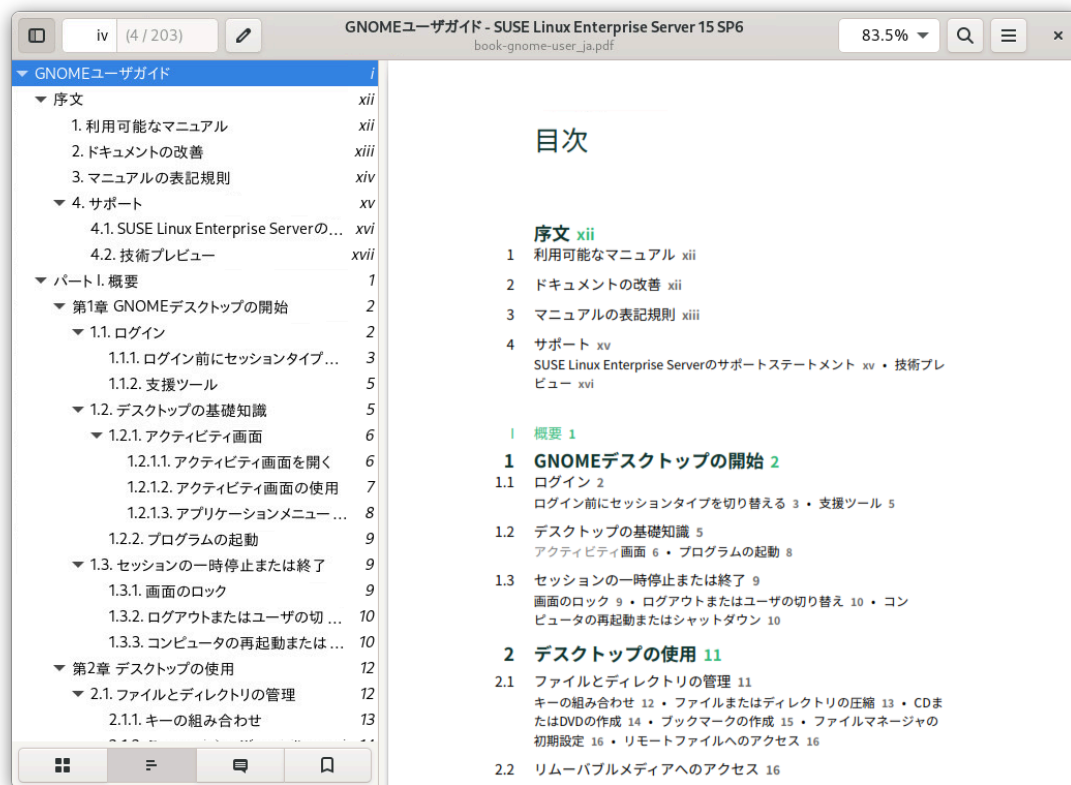 iv (4 / 203)
GNOMEユーザガイド - SUSE Linux Enterprise Server 15 SP6
book-gnome-user_ja.pdf
83.5%
GNOMEユーザガイド i
序文 xii
1. 利用可能なマニュアル xii
2. ドキュメントの改善 xiii
3. マニュアルの表記規則 xiv
4. サポート xv
4.1. SUSE Linux Enterprise Serverの... xvi
4.2. 技術プレビュー xvii
パート I. 概要 1
第1章 GNOMEデスクトップの開始 2
1.1. ログイン 2
1.1.1. ログイン前にセッションタイプ... 3
1.1.2. 支援ツール 5
1.2. デスクトップの基礎知識 5
1.2.1. アクティビティ画面 6
1.2.1.1. アクティビティ画面を開く 6
1.2.1.2. アクティビティ画面の使用 7
1.2.1.3. アプリケーションメニュー... 8
1.2.2. プログラムの起動 9
1.3. セッションの一時停止または終了 9
1.3.1. 画面のロック 9
1.3.2. ログアウトまたはユーザの切 ... 10
1.3.3. コンピュータの再起動または ... 10
第2章 デスクトップの使用 12
2.1. ファイルとディレクトリの管理 12
2.1.1. キーの組み合わせ 13
目次
序文 xii
1 利用可能なマニュアル xii
2 ドキュメントの改善 xii
3 マニュアルの表記規則 xiii
4 サポート xv
SUSE Linux Enterprise Serverのサポートステートメント xv • 技術プレ
ビュー xvi
I 概要 1
1 GNOMEデスクトップの開始 2
1.1 ログイン 2
ログイン前にセッションタイプを切り替える 3 • 支援ツール 5
1.2 デスクトップの基礎知識 5
アクティビティ画面 6 • プログラムの起動 8
1.3 セッションの一時停止または終了 9
画面のロック 9 • ログアウトまたはユーザの切り替え 10 • コン
ピュータの再起動またはシャットダウン 10
2 デスクトップの使用 11
2.1 ファイルとディレクトリの管理 11
キーの組み合わせ 12 • ファイルまたはディレクトリの圧縮 13 • CDま
たはDVDの作成 14 • ブックマークの作成 15 • ファイルマネージャの
初期設定 16 • リモートファイルへのアクセス 16
2.2 リムーバブルメディアへのアクセス 16